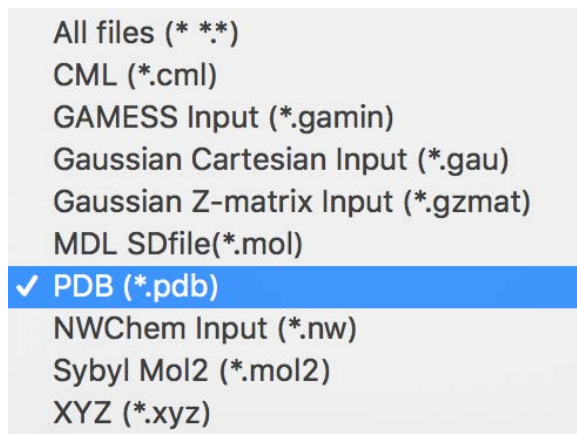 All files (* *.*)
CML (*.cml)
GAMESS Input (*.gamin)
Gaussian Cartesian Input (*.gau)
Gaussian Z-matrix Input (*.gzmat)
MDL SDfile(*.mol)
✓ PDB (*.pdb)
NWChem Input (*.nw)
Sybyl Mol2 (*.mol2)
XYZ (*.xyz)